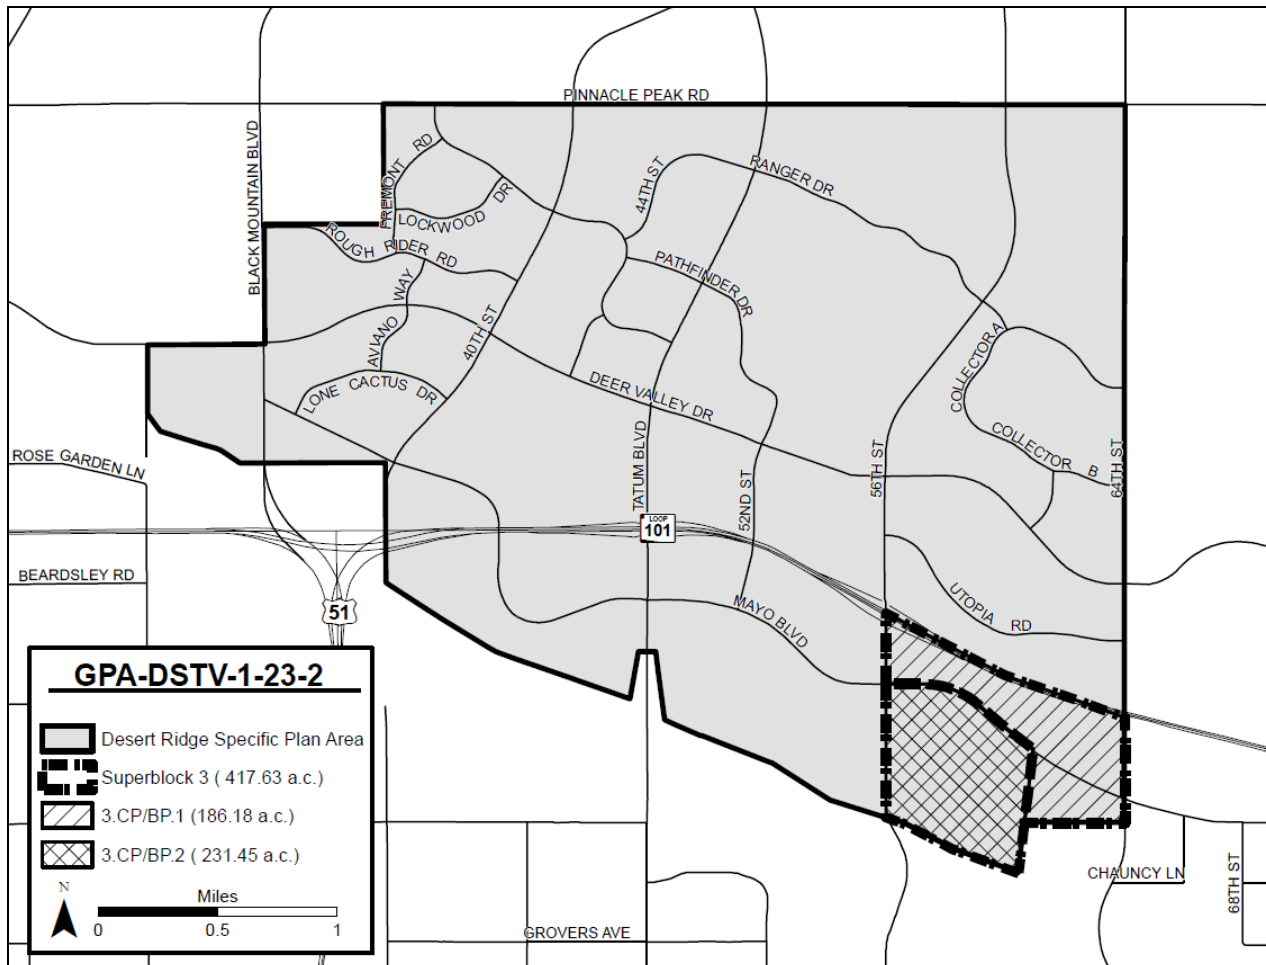 PINNACLE PEAK RD
BLACK MOUNTAIN BLVD
FREMONT RD
LOCKWOOD DR
44TH ST
RANGER DR
ROUGH RIDER RD
PATHFINDER DR
AVIANO WAY
40TH ST
COLLECTOR A
LONE CACTUS DR
DEER VALLEY DR
COLLECTOR B
ROSE GARDEN LN
TATUM BLVD
52ND ST
56TH ST
64TH ST
LOOP
101
BEARDSLEY RD
51
MAYO BLVD
UTOPIA RD
CHAUNCY LN
68TH ST
GROVERS AVE
GPA-DSTV-1-23-2
Desert Ridge Specific Plan Area
Superblock 3 ( 417.63 a.c.)
3.CP/BP.1 (186.18 a.c.)
3.CP/BP.2 ( 231.45 a.c.)
N
Miles
0 0.5 1